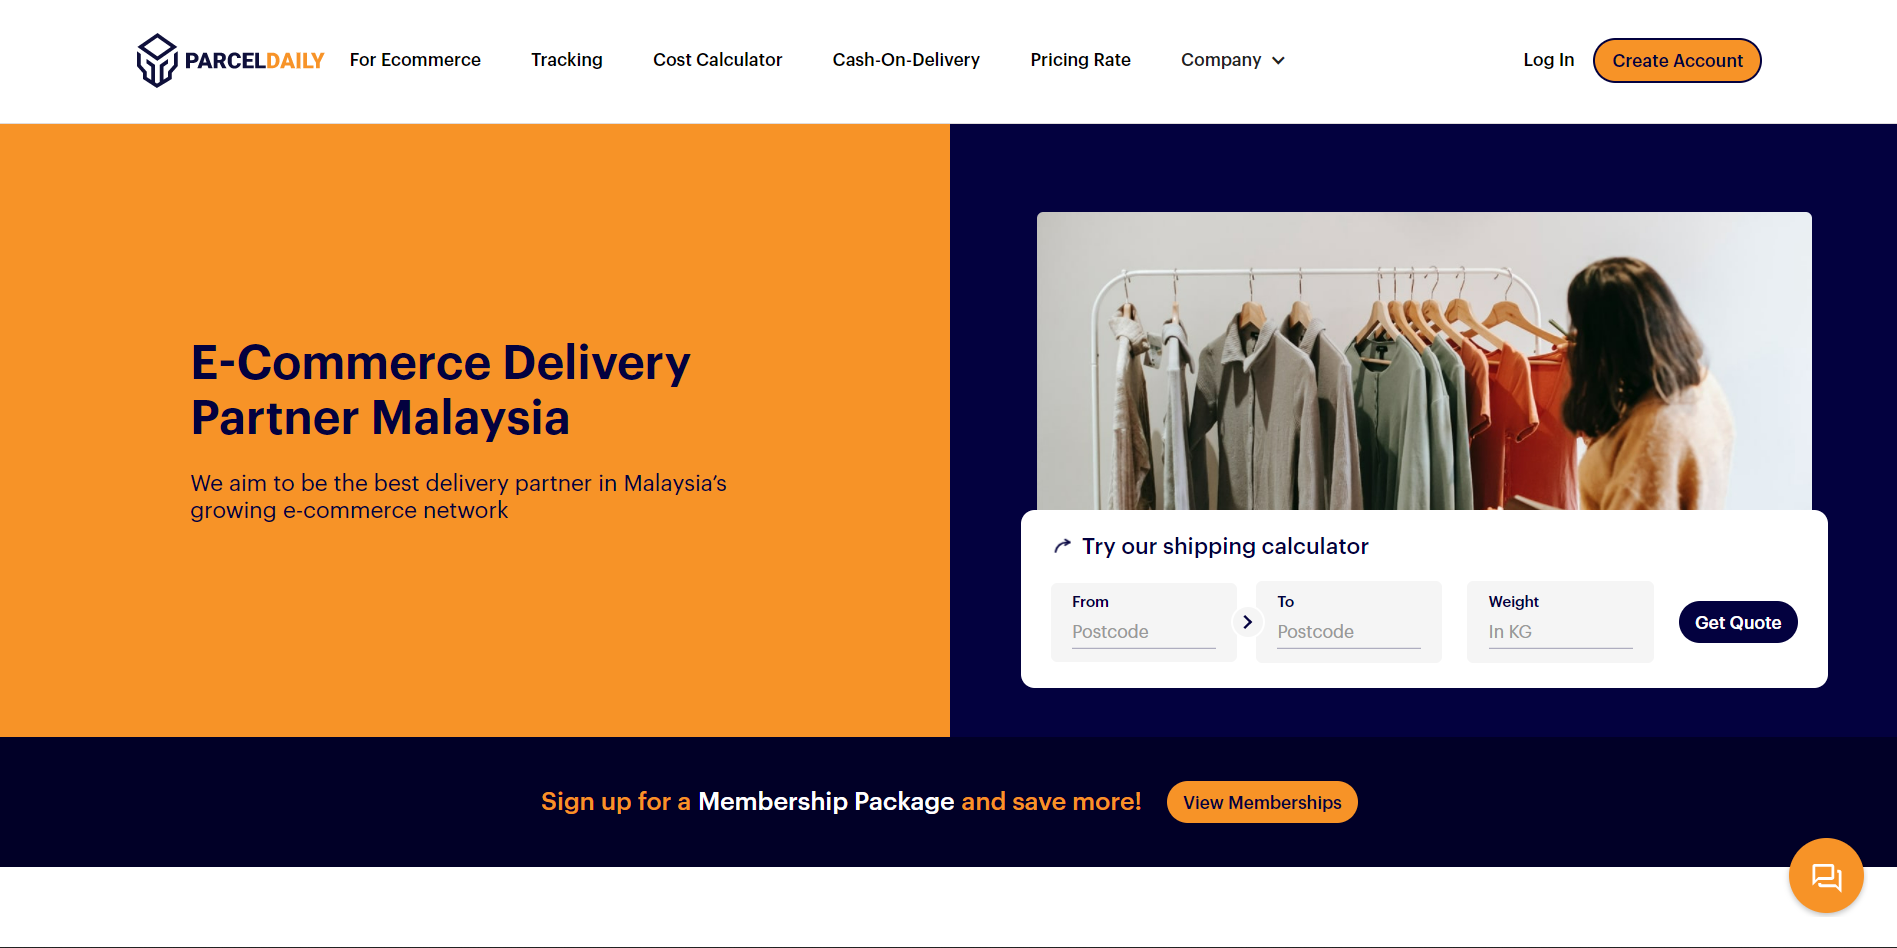 PARCELDAILY
For Ecommerce
Tracking
Cost Calculator
Cash-On-Delivery
Pricing Rate
Company
Log In
Create Account
E-Commerce Delivery
Partner Malaysia
We aim to be the best delivery partner in Malaysia’s
growing e-commerce network
Try our shipping calculator
From
Postcode
To
Postcode
Weight
In KG
Get Quote
Sign up for a Membership Package and save more!
View Memberships